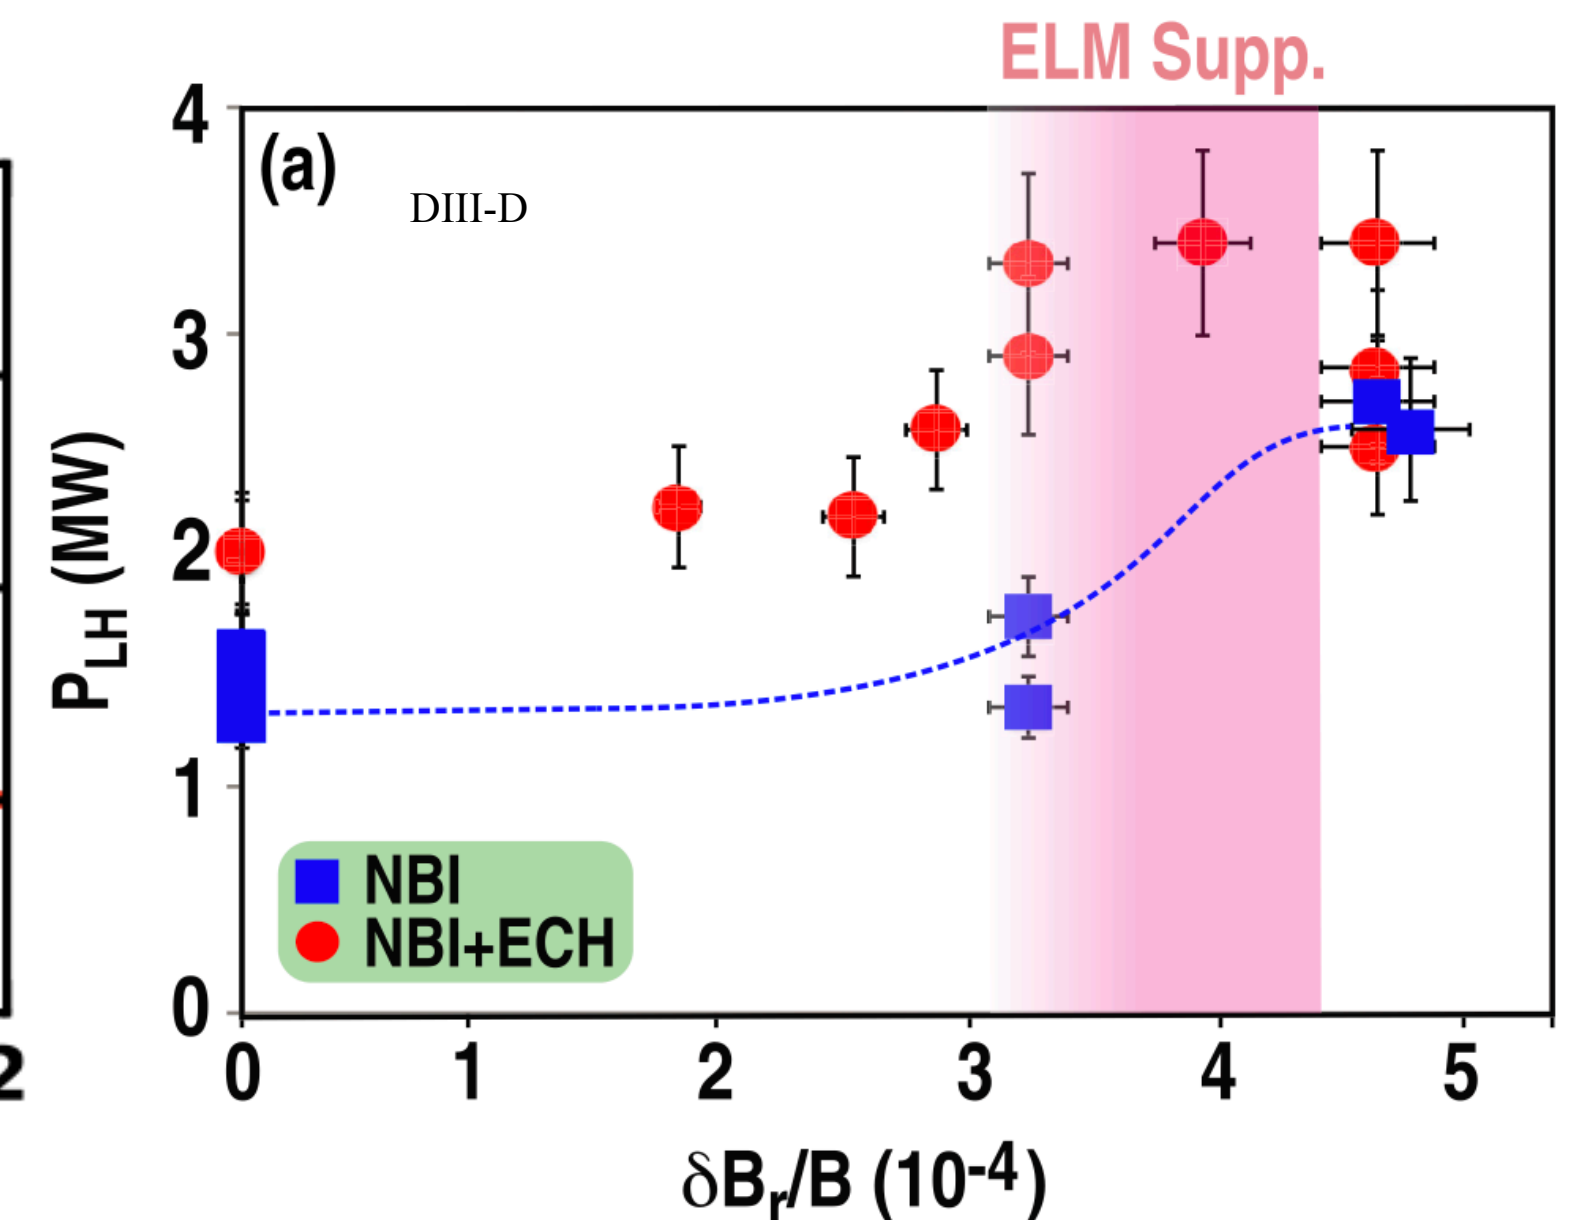 ELM Supp.
4
(a)
DIII-D
3
2
1
0
P_LH (MW)
NBI
NBI+ECH
2
0 1 2 3 4 5
δB_r/B (10^-4)